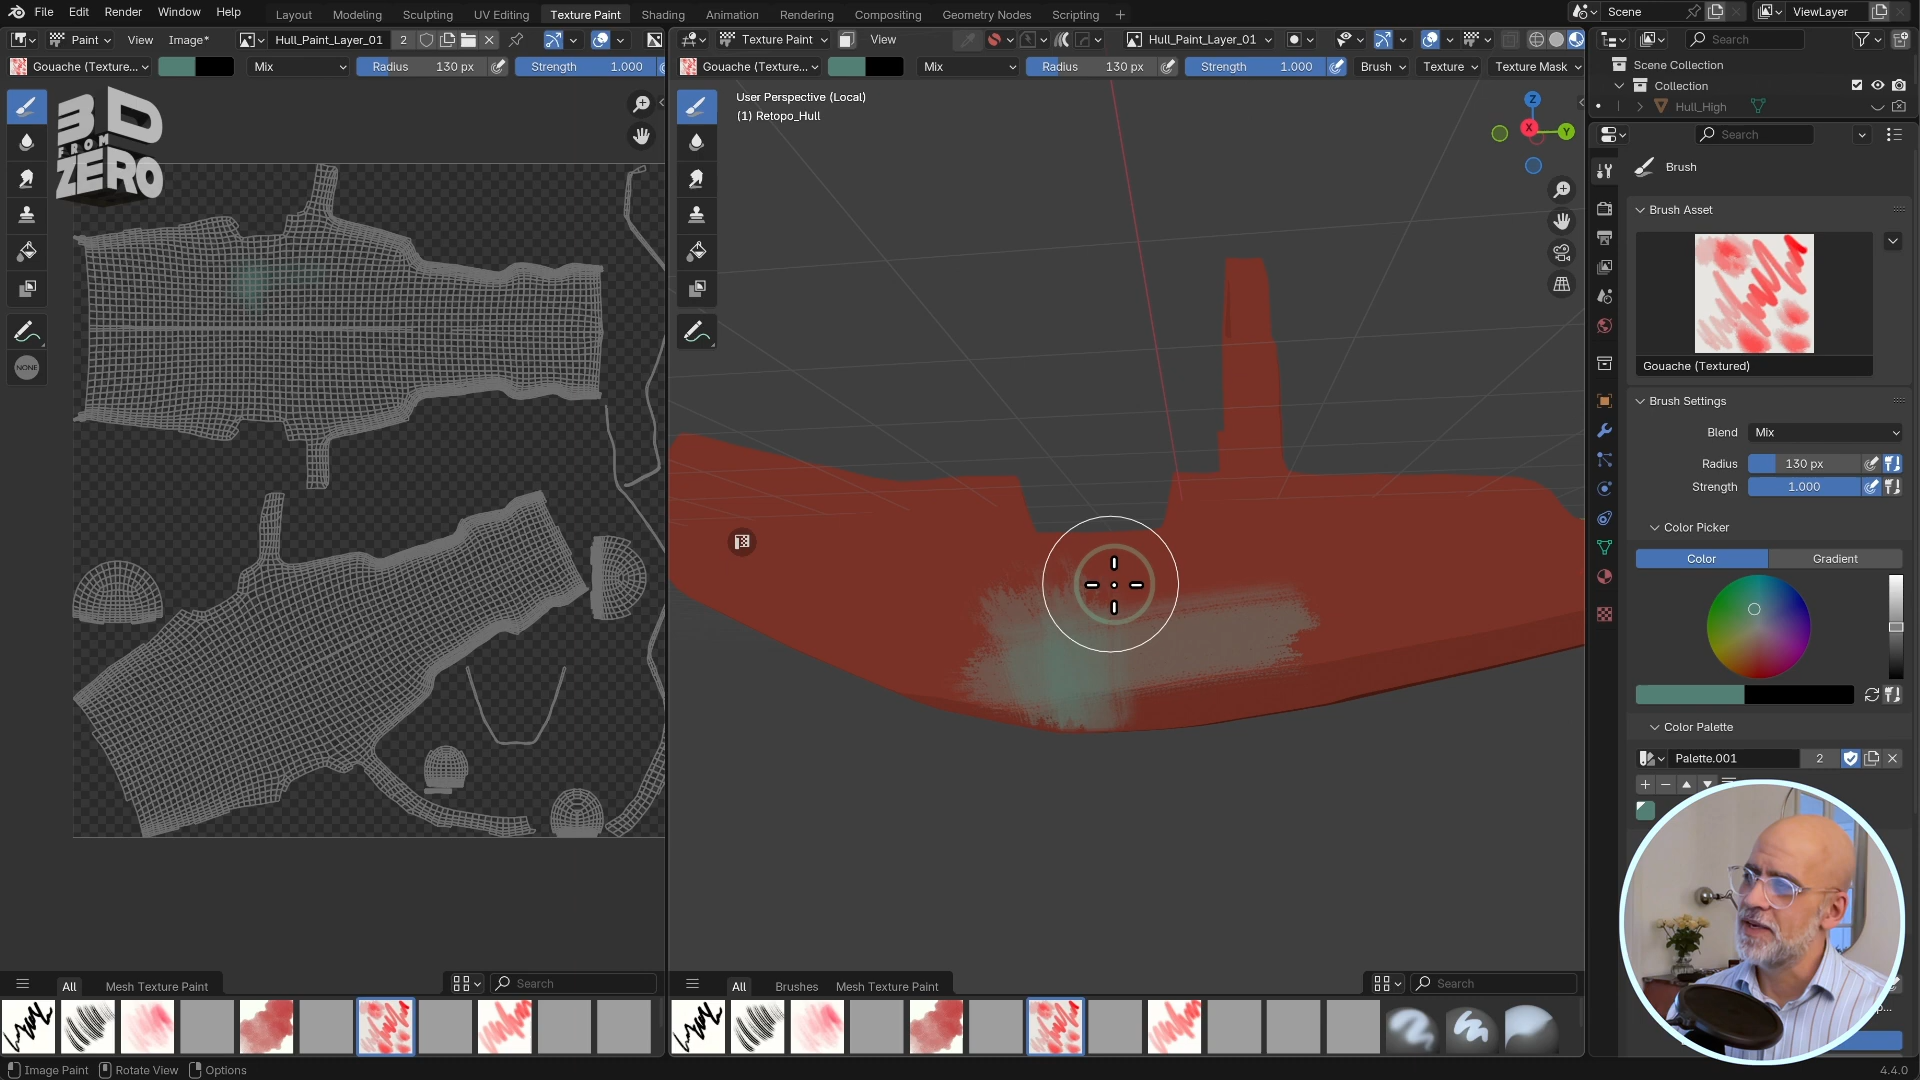 File Edit Render Window Help Layout Modeling Sculpting UV Editing Texture Paint Shading Animation Rendering Compositing Geometry Nodes Scripting + Scene ViewLayer
Paint View Image* Hull_Paint_Layer_01 2 Texture Paint View Hull_Paint_Layer_01 Search
Gouache (Texture... Mix Radius 130 px Strength 1.000 Gouache (Texture... Mix Radius 130 px Strength 1.000 Brush Texture Texture Mask
Scene Collection
Collection
Hull_High
Search
3D
FROM
ZERO
NONE
User Perspective (Local)
(1) Retopo_Hull
Z
X
Y
Brush
Brush Asset
Gouache (Textured)
Brush Settings
Blend Mix
Radius 130 px
Strength 1.000
Color Picker
Color Gradient
Color Palette
Palette.001 2
All Mesh Texture Paint Search All Brushes Mesh Texture Paint Search
Image Paint Rotate View Options 4.4.0